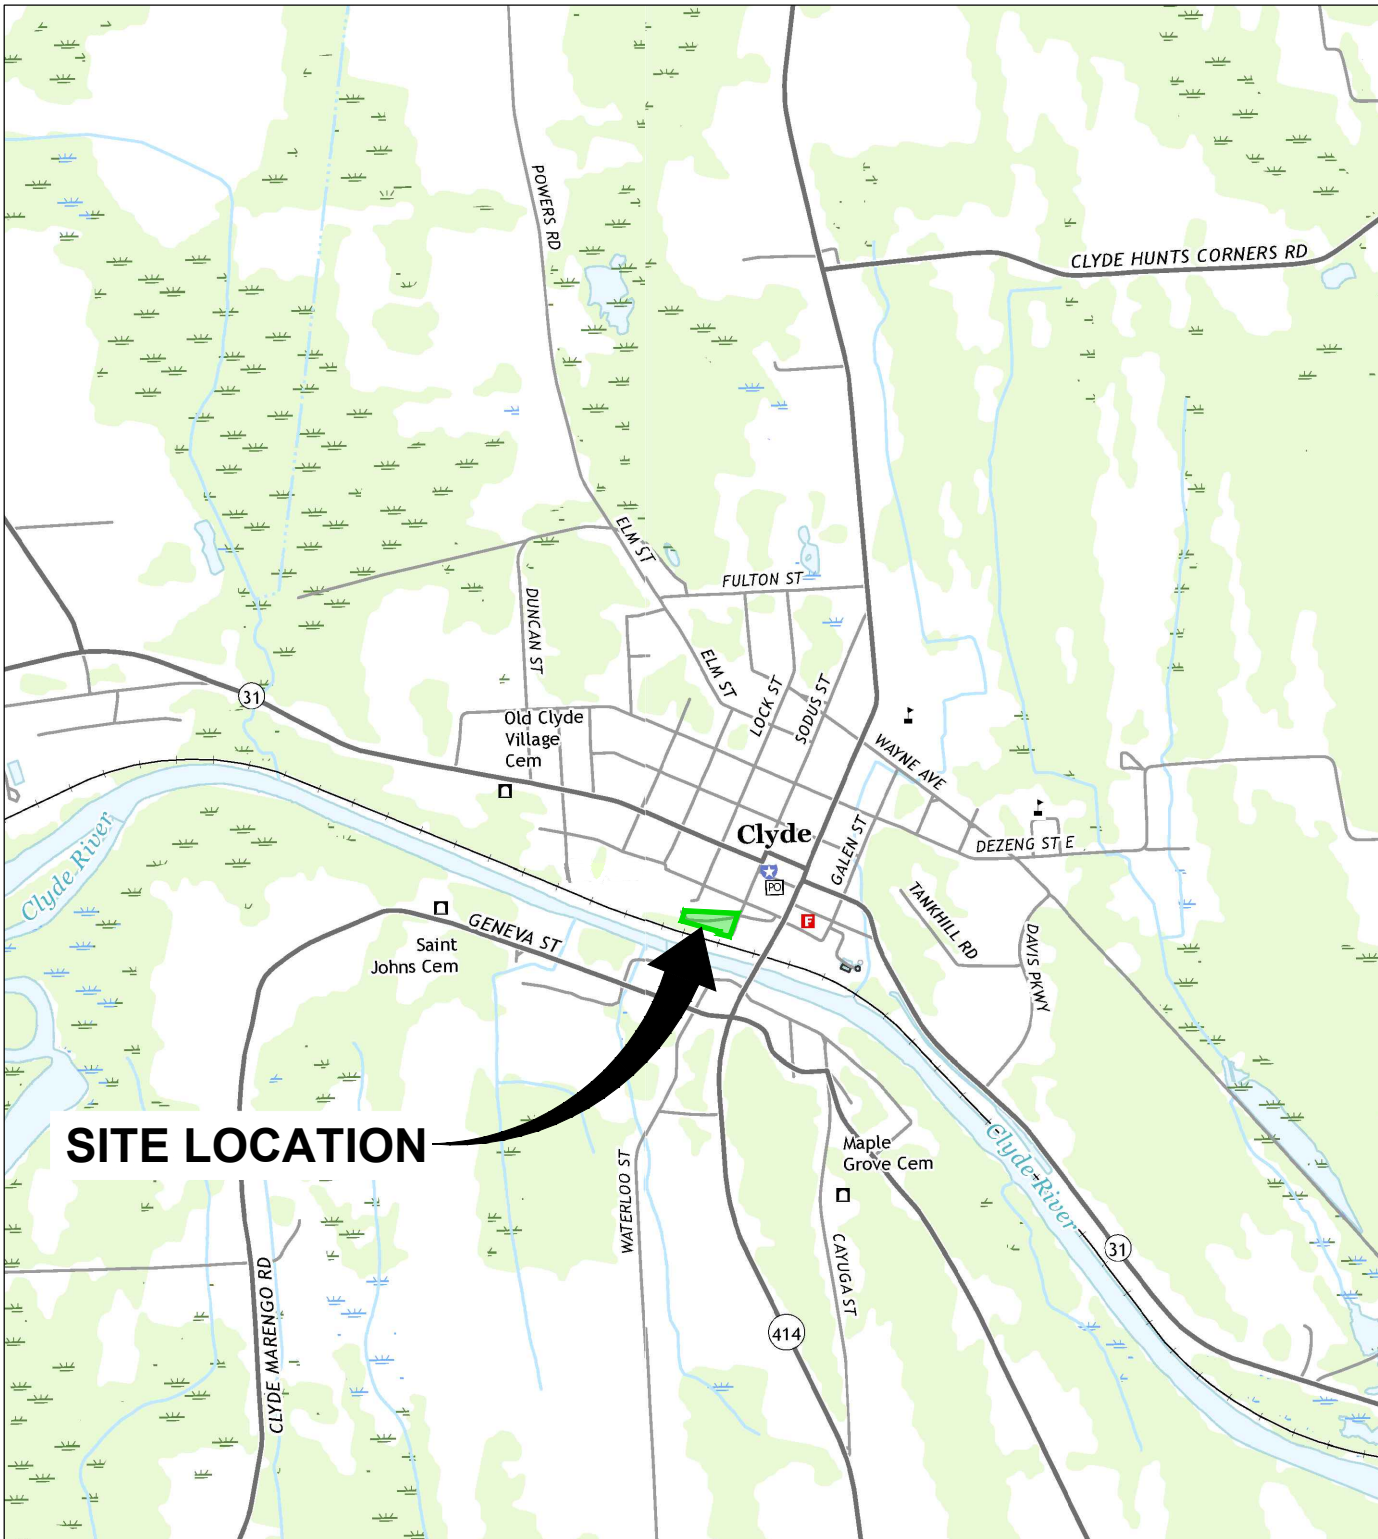 POWERS RD
CLYDE HUNTS CORNERS RD
ELM ST
FULTON ST
DUNCAN ST
ELM ST
LOCK ST
SODUS ST
31
Old Clyde
Village
Cem
WAYNE AVE
Clyde
GALEN ST
DEZENG ST E
PO
Clyde River
TANKHILL RD
F
GENEVA ST
Saint
Johns Cem
DAVIS PKWY
SITE LOCATION
Maple
Grove Cem
Clyde River
WATERLOO ST
CAYUGA ST
31
CLYDE MARENGO RD
414